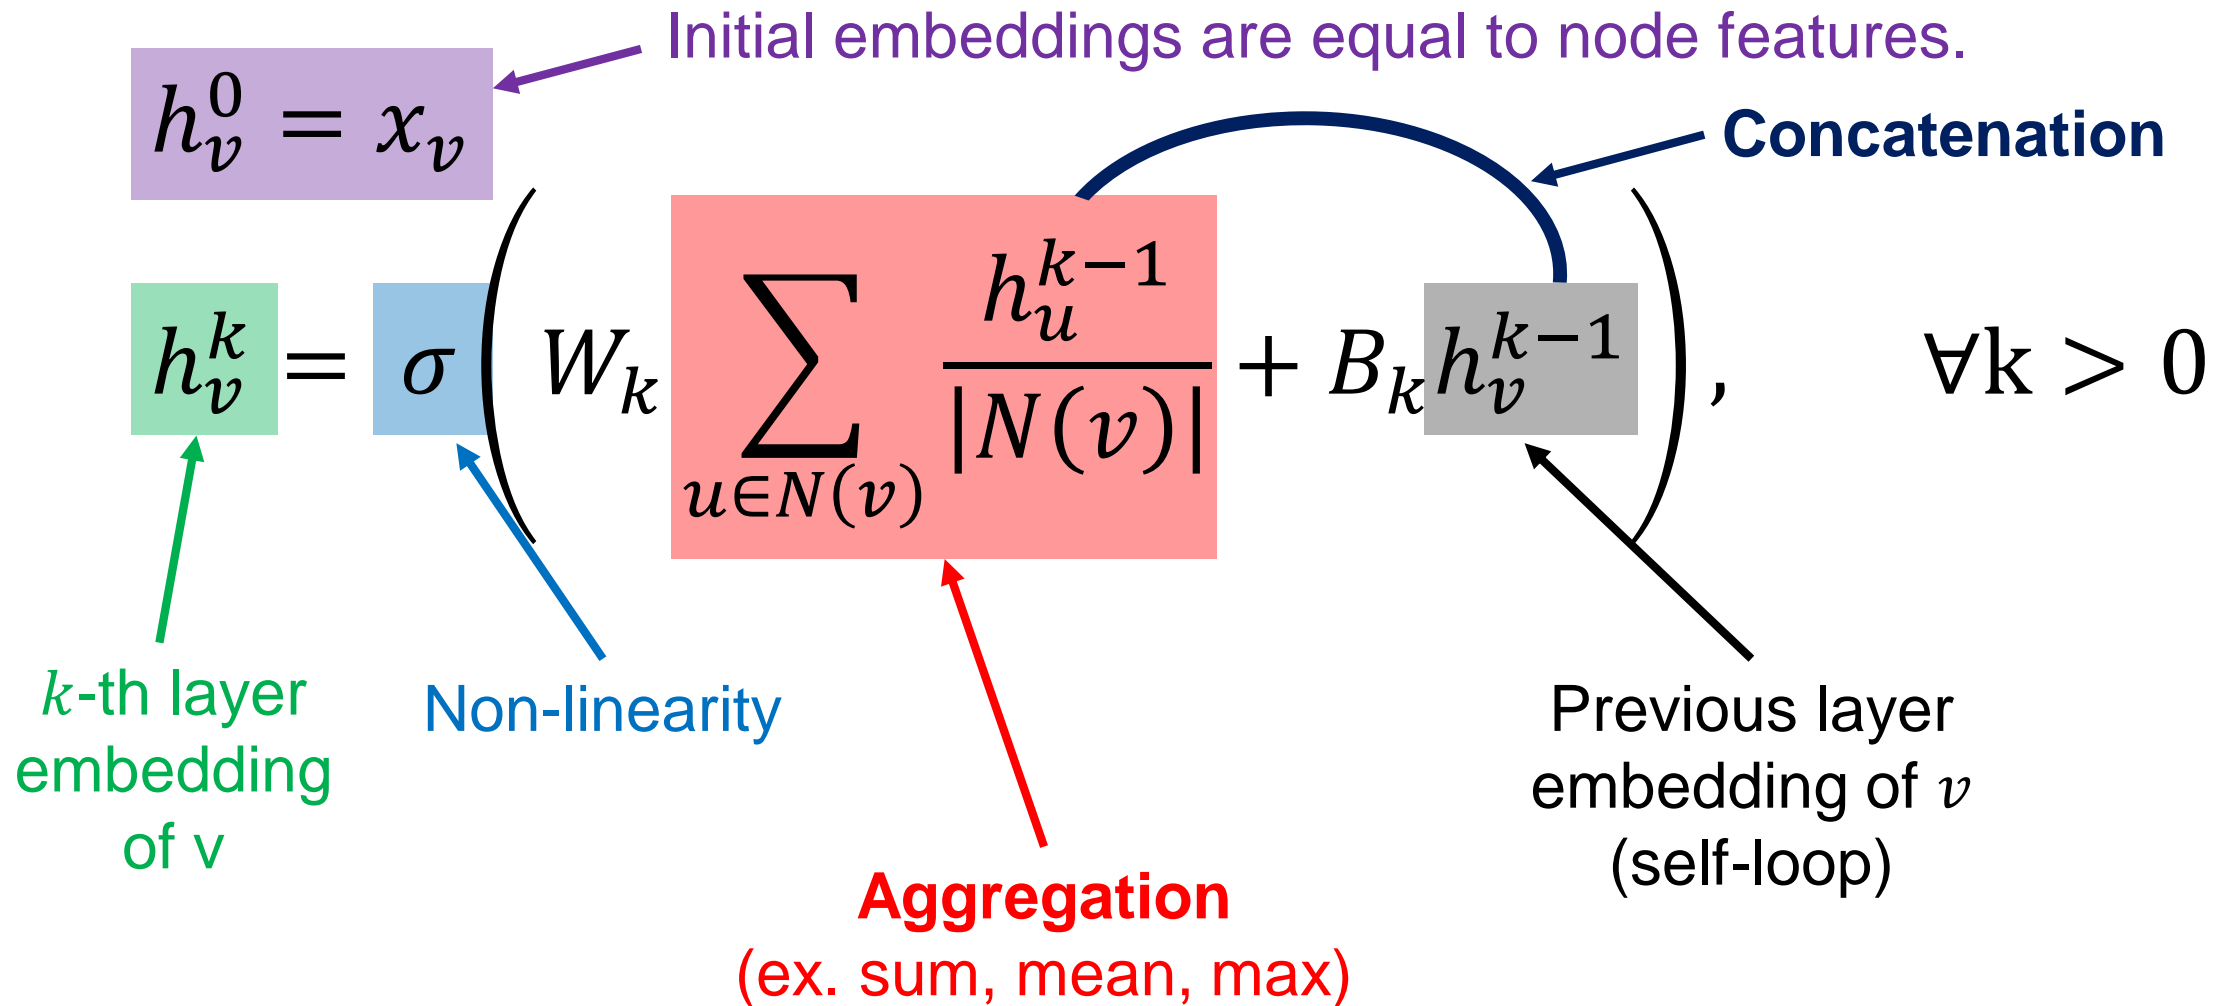 Initial embeddings are equal to node features.
h_v^0 = x_v
Concatenation
h_v^k = σ ( W_k ∑_{u∈N(v)} h_u^{k−1} / |N(v)| + B_k h_v^{k−1} ) , ∀k > 0
k-th layer
embedding
of v
Non-linearity
Aggregation
(ex. sum, mean, max)
Previous layer
embedding of v
(self-loop)